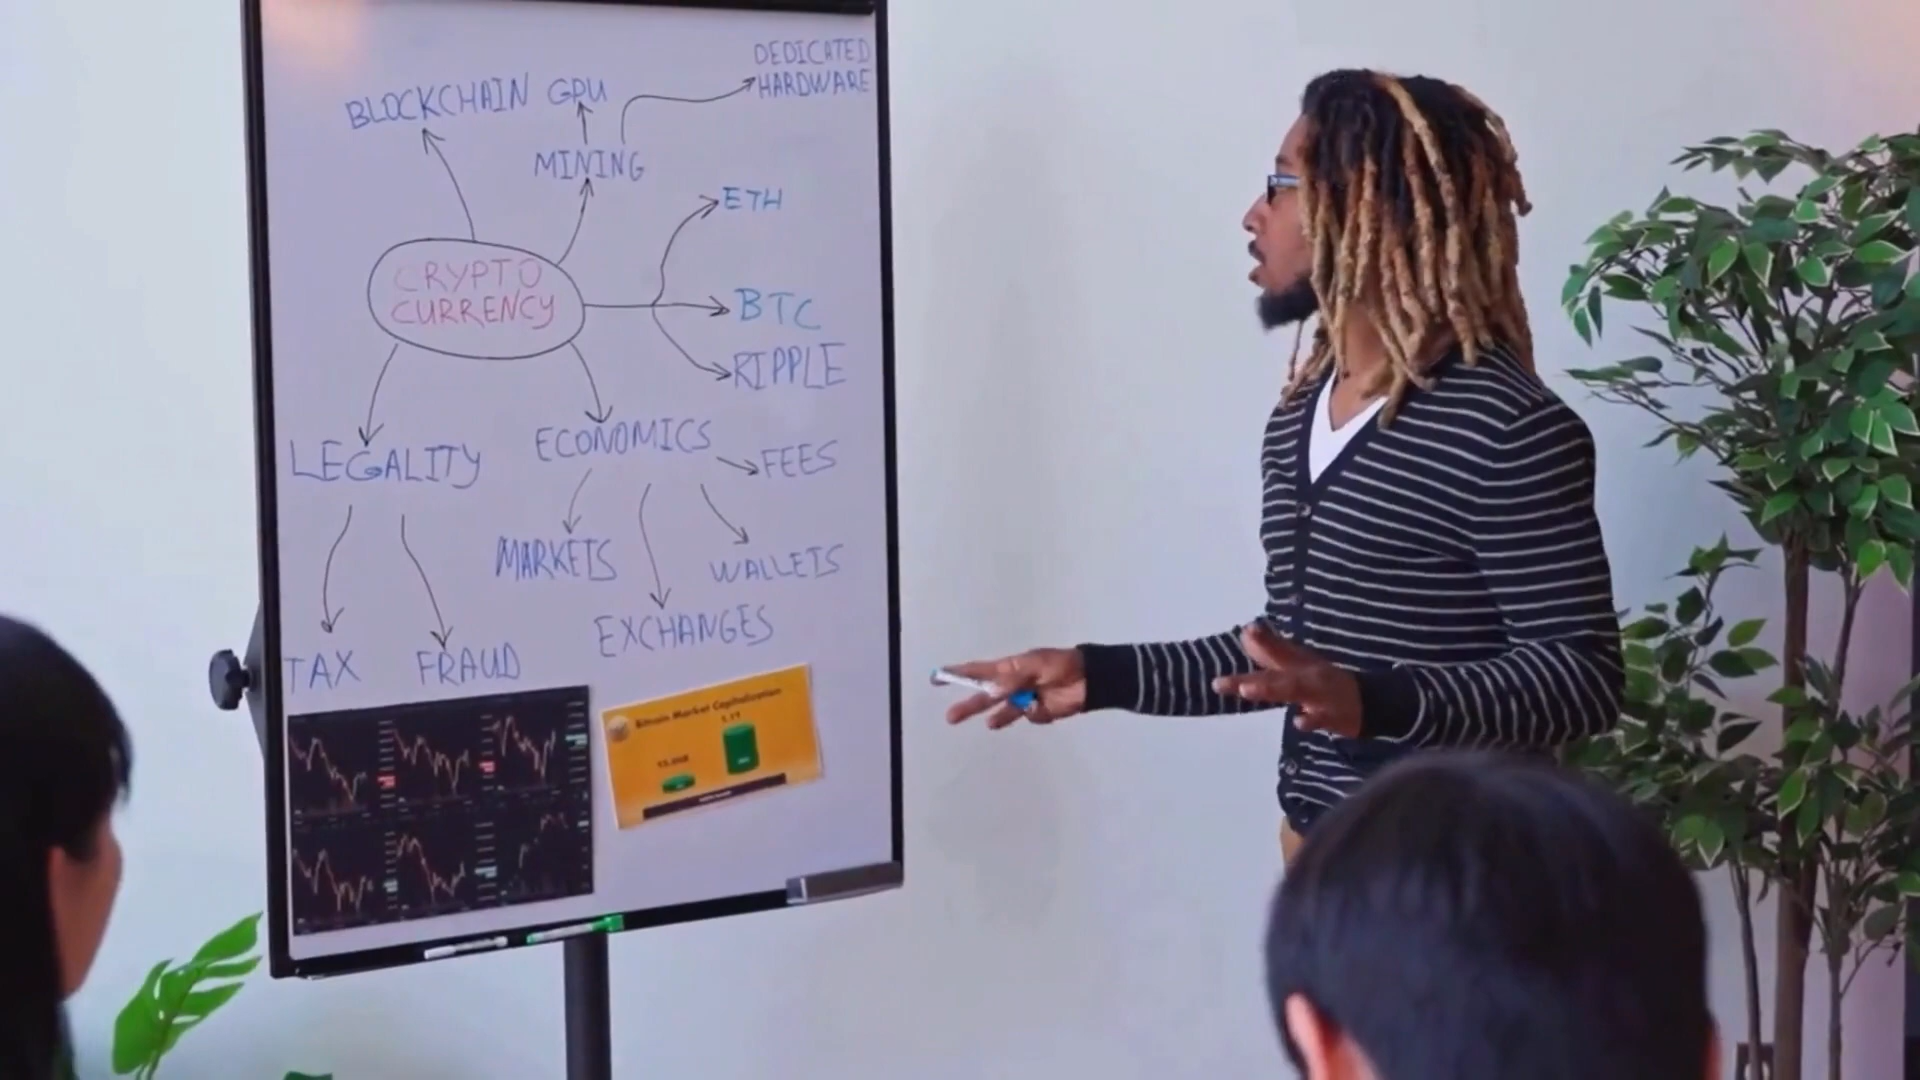 DEDICATED
HARDWARE
BLOCKCHAIN GPU
MINING
ETH
CRYPTO
CURRENCY
BTC
RIPPLE
LEGALITY
ECONOMICS
FEES
MARKETS
WALLETS
EXCHANGES
TAX
FRAUD
Bitcoin Market Capitalization